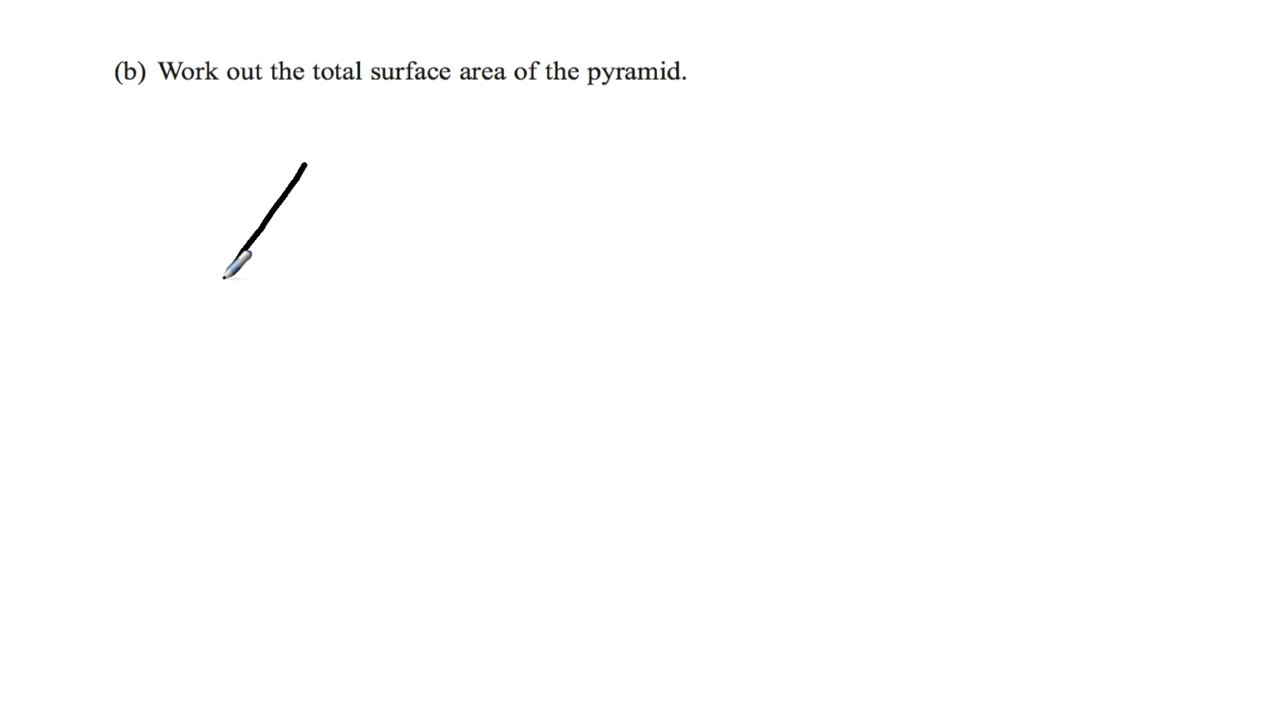 (b) Work out the total surface area of the pyramid.